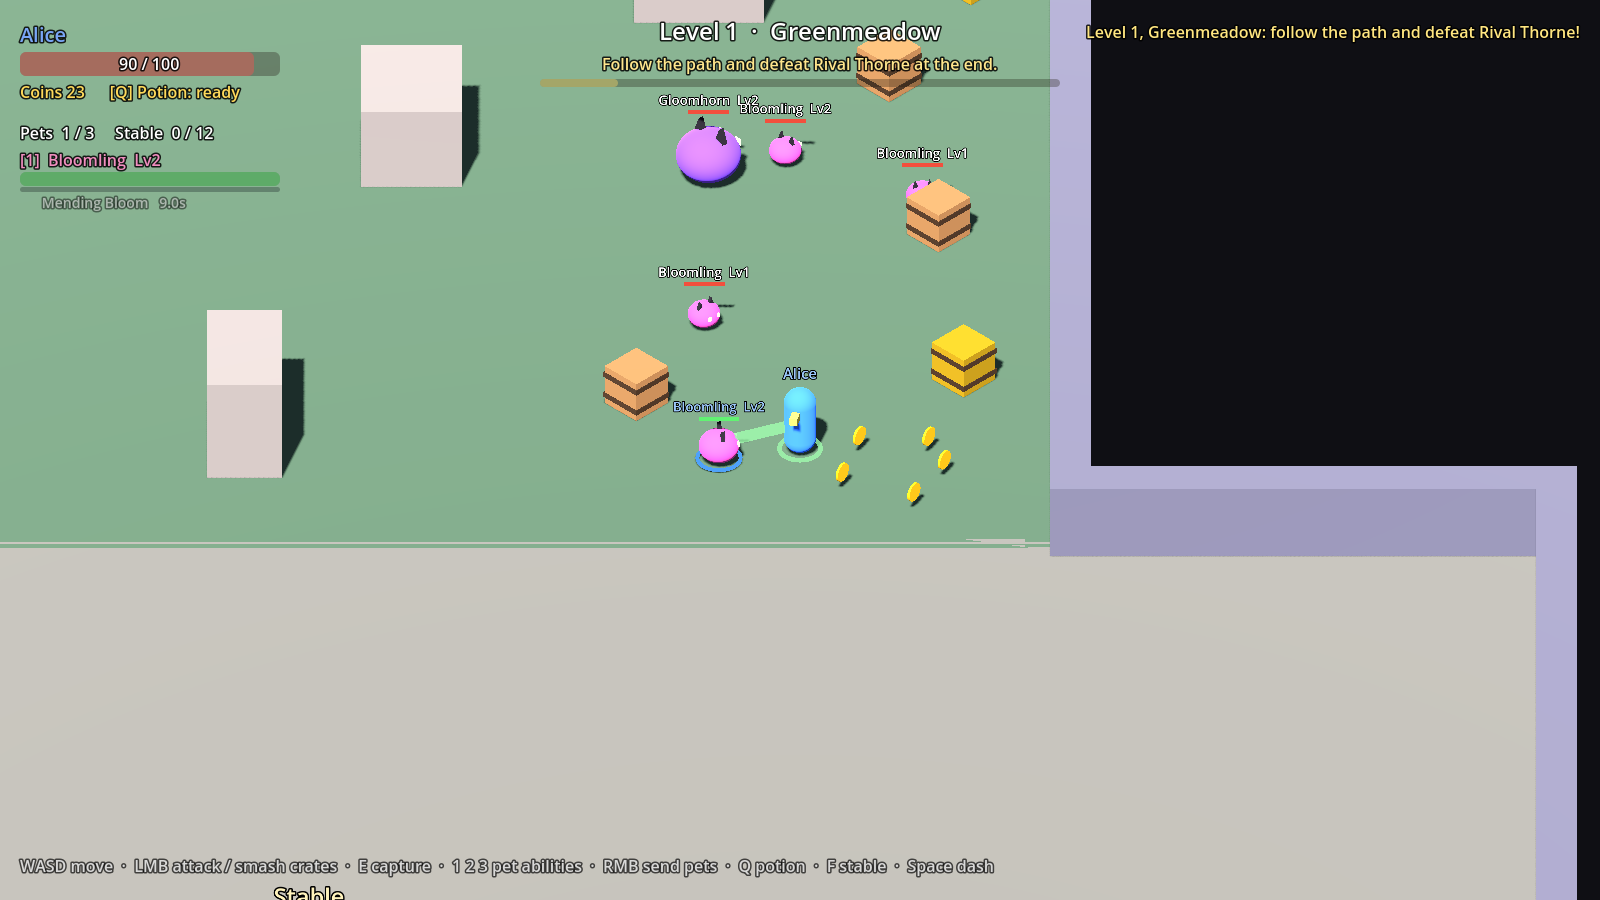 Alice
90 / 100
Coins 23 [Q] Potion: ready
Pets 1 / 3 Stable 0 / 12
[1] Bloomling Lv2
Mending Bloom 9.0s
Level 1 · Greenmeadow
Follow the path and defeat Rival Thorne at the end.
Level 1, Greenmeadow: follow the path and defeat Rival Thorne!
Gloomhorn Lv2
Bloomling Lv2
Bloomling Lv1
Bloomling Lv1
Alice
Bloomling Lv2
WASD move · LMB attack / smash crates · E capture · 1 2 3 pet abilities · RMB send pets · Q potion · F stable · Space dash
Stable